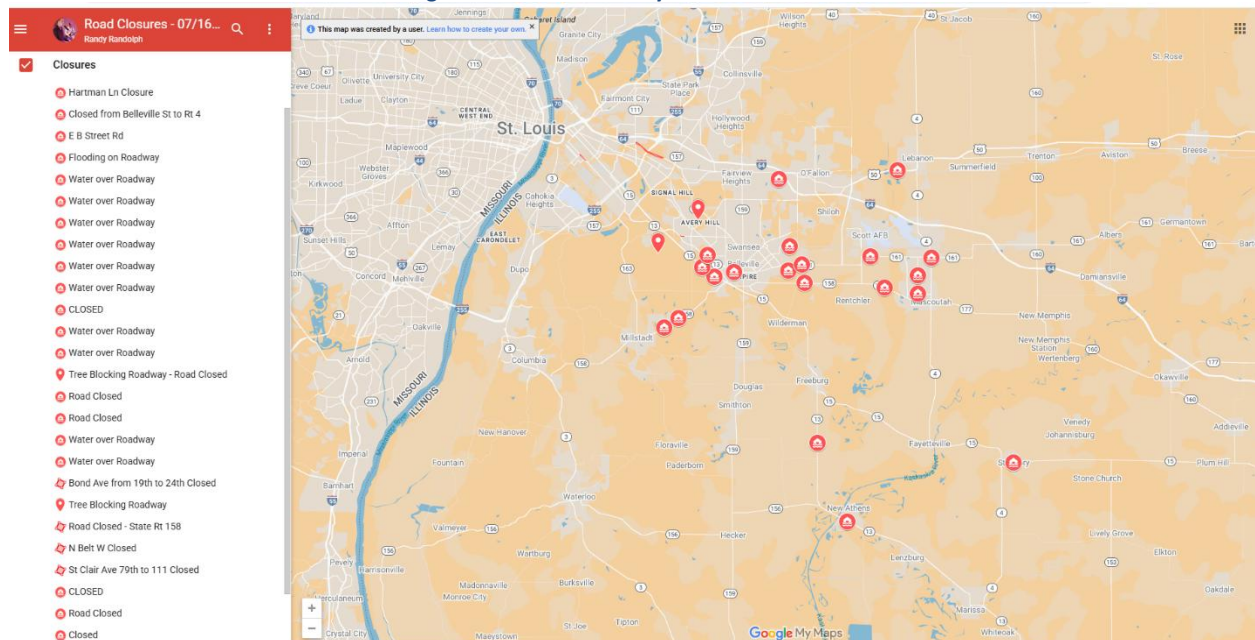 Road Closures - 07/16...
Randy Randolph
This map was created by a user. Learn how to create your own.
Closures
Hartman Ln Closure
Closed from Belleville St to Rt 4
E B Street Rd
Flooding on Roadway
Water over Roadway
Water over Roadway
Water over Roadway
Water over Roadway
Water over Roadway
Water over Roadway
CLOSED
Water over Roadway
Water over Roadway
Tree Blocking Roadway - Road Closed
Road Closed
Road Closed
Water over Roadway
Water over Roadway
Bond Ave from 19th to 24th Closed
Tree Blocking Roadway
Road Closed - State Rt 158
N Belt W Closed
St Clair Ave 79th to 111 Closed
CLOSED
Road Closed
Closed
Jennings
Granite City
Wilson
Heights
St Jacob
St. Rose
Madison
Collinsville
Olivette
University City
State Park
Place
Ladue
Clayton
CENTRAL
WEST END
Fairmont City
Hollywood
Heights
St. Louis
Maplewood
Lebanon
Summerfield
Trenton
Aviston
Breese
Webster
Groves
Kirkwood
Fairview
Heights
O'Fallon
Cahokia
Heights
SIGNAL HILL
MISSOURI
ILLINOIS
Affton
AVERY HILL
Shiloh
Germantown
Albers
Sunset Hills
Lemay
EAST
CARONDELET
Swansea
Scott AFB
Concord
Mehlville
Dupo
Belleville
Damiansville
Rentchler
Mascoutah
New Memphis
Oakville
Millstadt
Wilderman
Arnold
Columbia
New Memphis
Station
Wertenberg
Okawville
MISSOURI
ILLINOIS
Douglas
Freeburg
Smithton
Venedy
Johannisburg
Addieville
New Hanover
Imperial
Fountain
Floraville
Paderborn
Fayetteville
Plum Hill
Stone Church
Barnhart
Waterloo
New Athens
Valmeyer
Hecker
Lively Grove
Wartburg
Lenzburg
Elkton
Pevely
Harrisonville
Madonnaville
Monroe City
Burksville
Oakdale
Herculaneum
Marissa
Crystal City
Maeystown
St Joe
Tipton
Whiteoak
Google My Maps